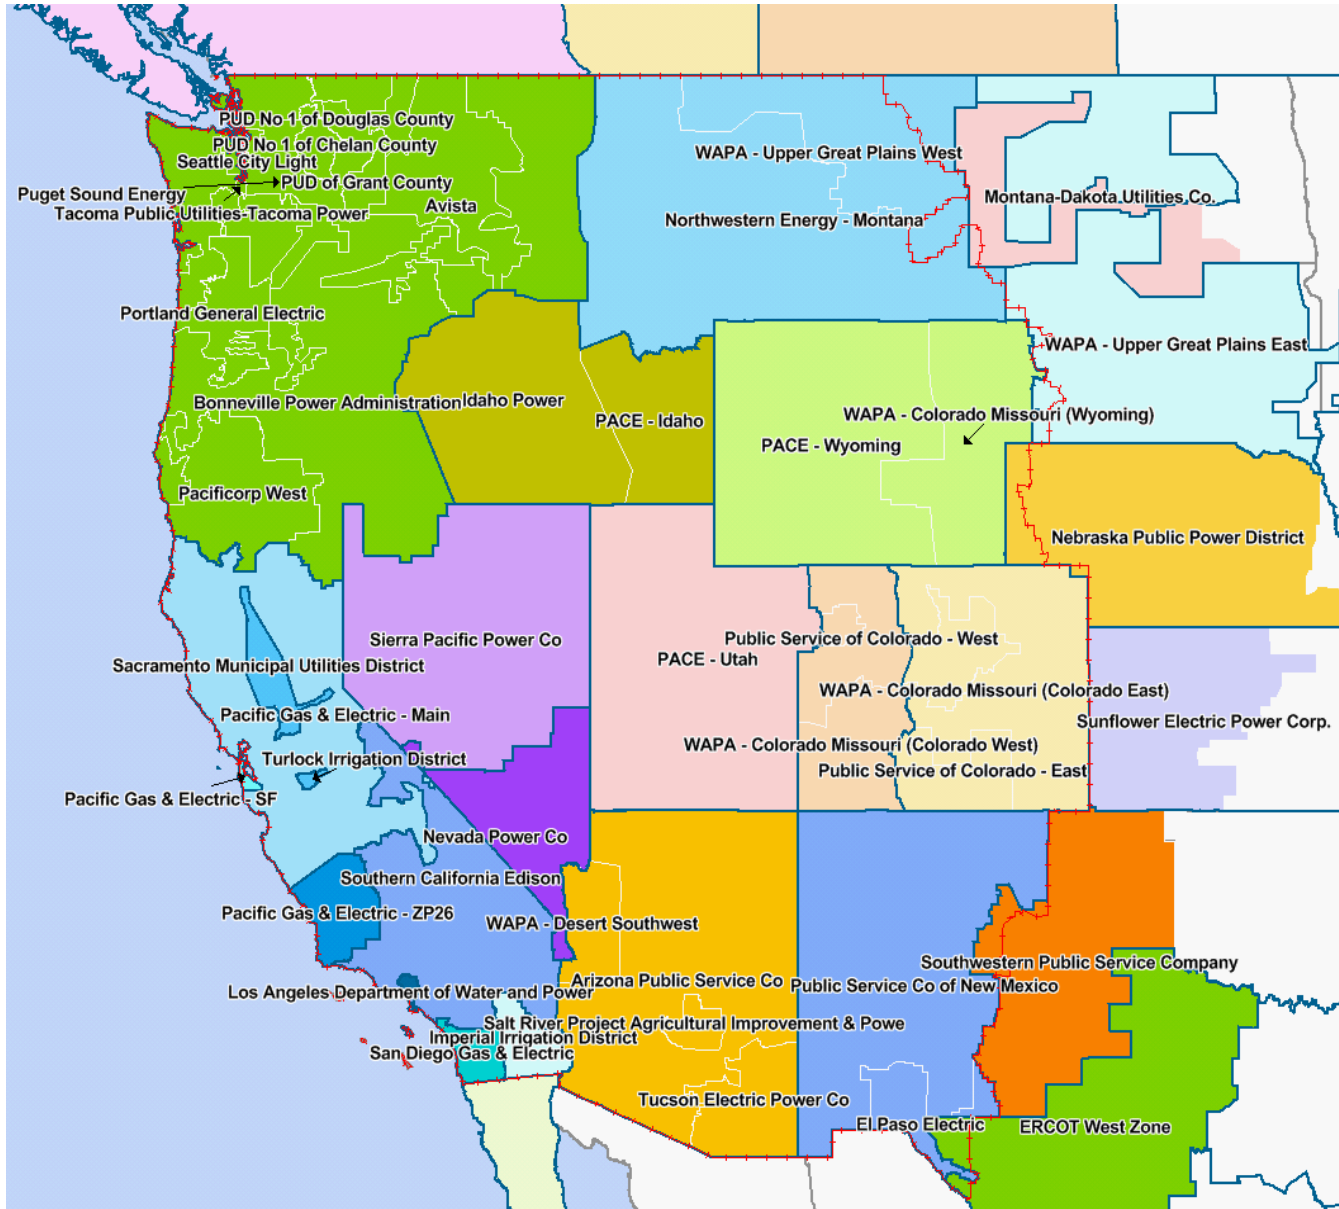 PUD No 1 of Douglas County
PUD No 1 of Chelan County
WAPA - Upper Great Plains West
Seattle City Light
PUD of Grant County
Puget Sound Energy
Montana-Dakota Utilities Co.
Tacoma Public Utilities-Tacoma Power
Avista
Northwestern Energy - Montana
Portland General Electric
WAPA - Upper Great Plains East
Bonneville Power Administration
Idaho Power
WAPA - Colorado Missouri (Wyoming)
PACE - Idaho
PACE - Wyoming
Pacificorp West
Nebraska Public Power District
Sierra Pacific Power Co
Public Service of Colorado - West
PACE - Utah
Sacramento Municipal Utilities District
WAPA - Colorado Missouri (Colorado East)
Pacific Gas & Electric - Main
Sunflower Electric Power Corp.
WAPA - Colorado Missouri (Colorado West)
Turlock Irrigation District
Public Service of Colorado - East
Pacific Gas & Electric - SF
Nevada Power Co
Southern California Edison
Pacific Gas & Electric - ZP26
WAPA - Desert Southwest
Southwestern Public Service Company
Arizona Public Service Co
Public Service Co of New Mexico
Los Angeles Department of Water and Power
Salt River Project Agricultural Improvement & Powe
Imperial Irrigation District
San Diego Gas & Electric
Tucson Electric Power Co
El Paso Electric
ERCOT West Zone